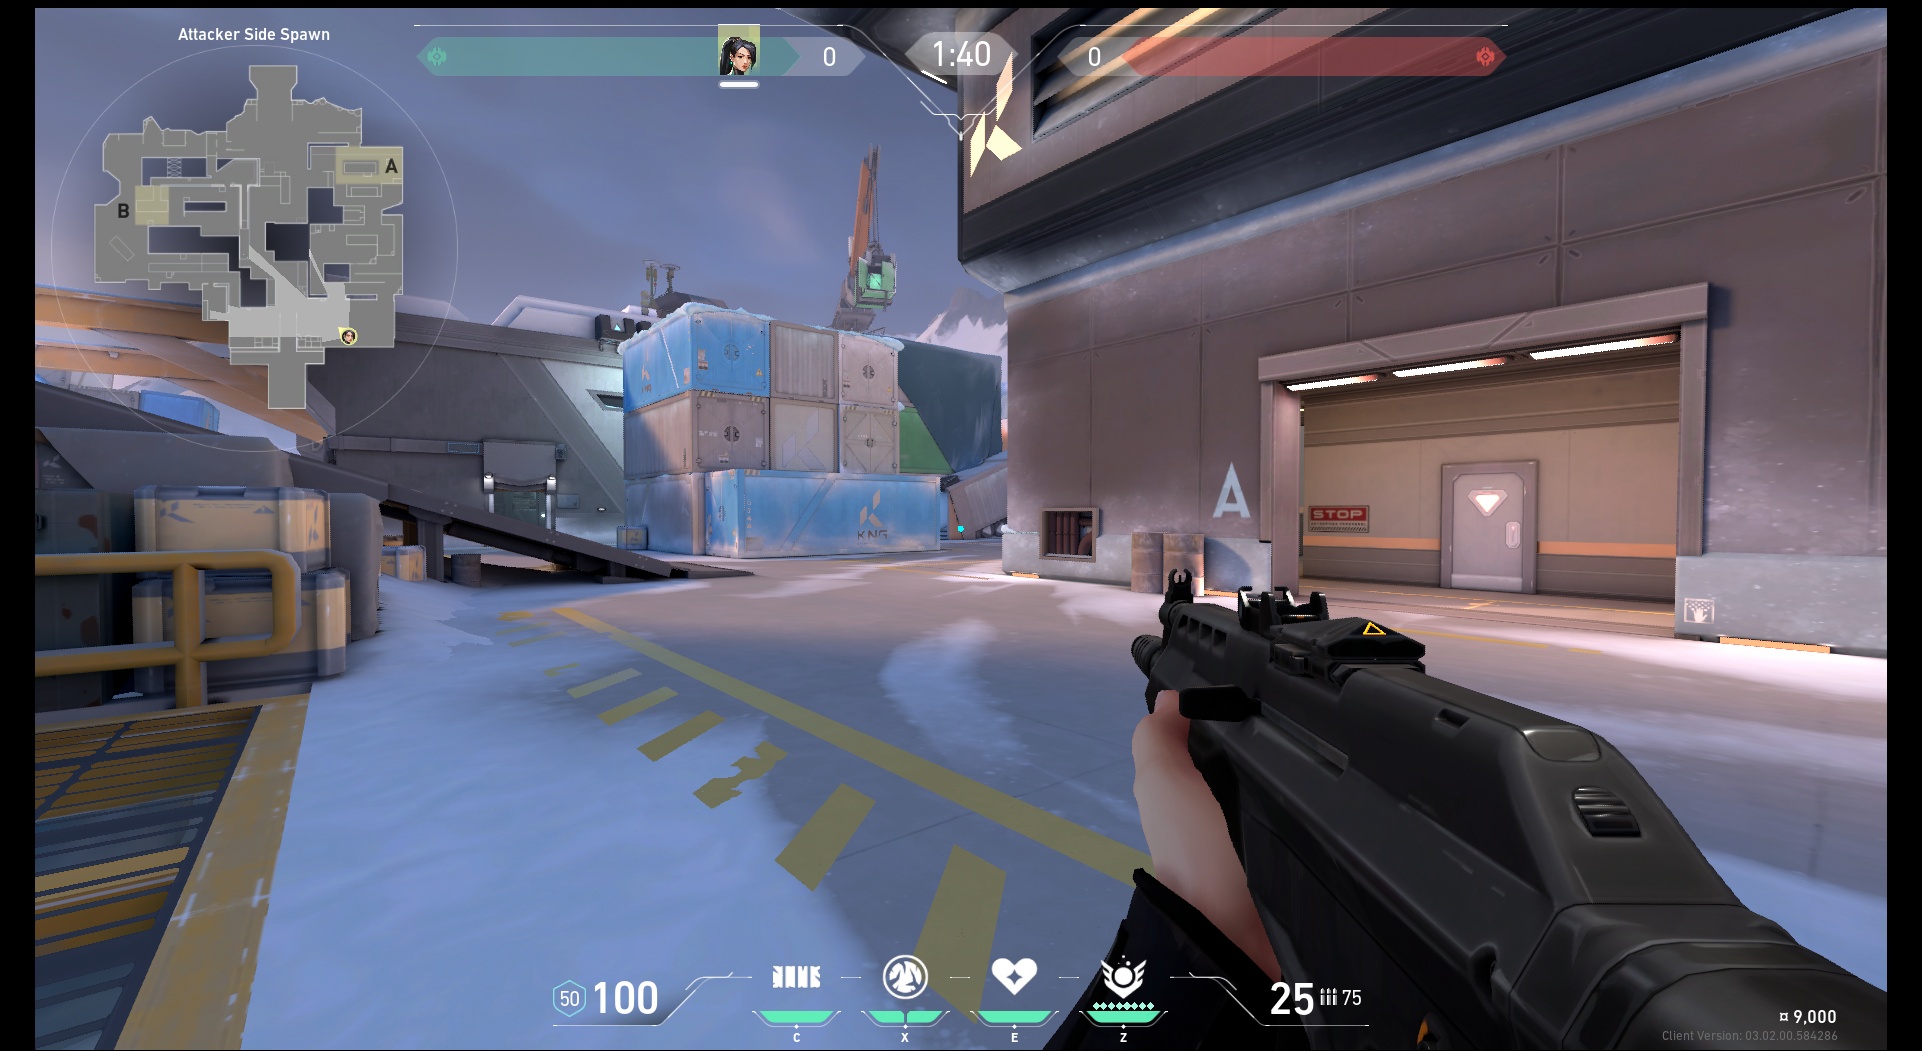 Attacker Side Spawn
0
1:40
0
A
B
A
STOP
KNG
50 100
25 75
C X E Z
¤ 9,000
Client Version: 03.02.00.584286